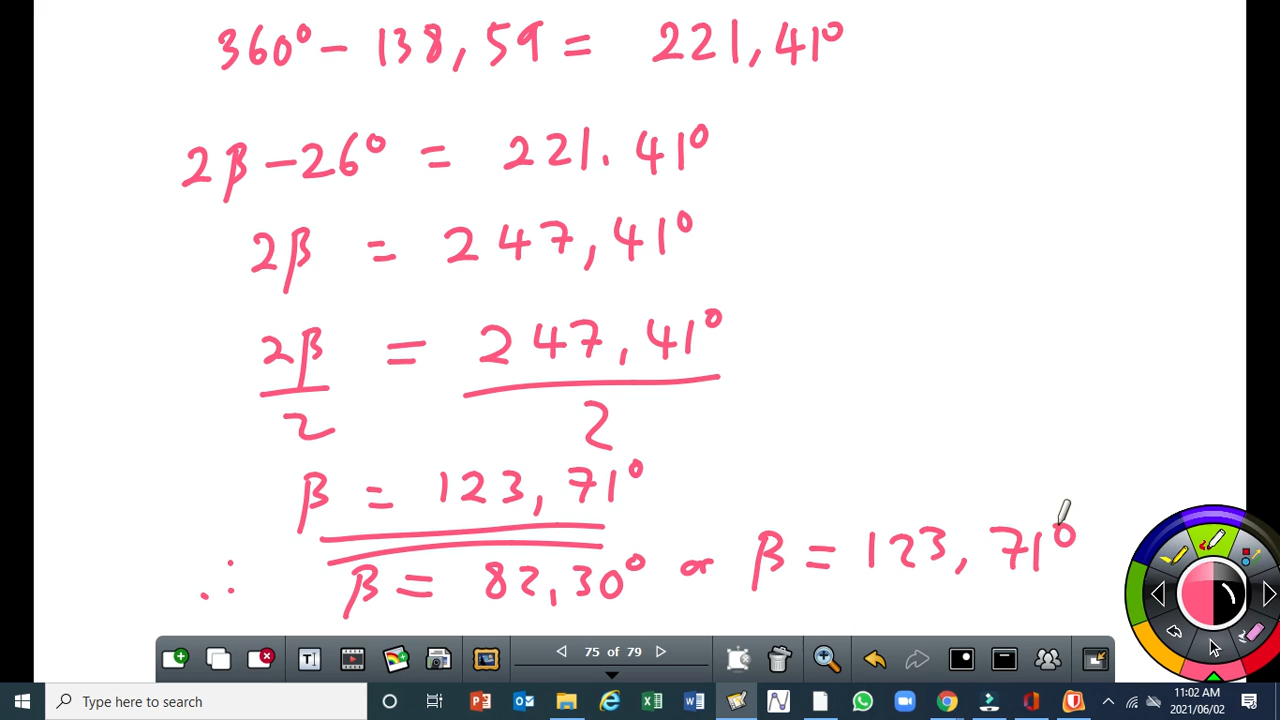 360° - 138,59 = 221,41°
2β - 26° = 221.41°
2β = 247,41°
2β/2 = 247,41°/2
β = 123,71°
∴ β = 82,30° or β = 123,71°
75 of 79
Type here to search
11:02 AM
2021/06/02